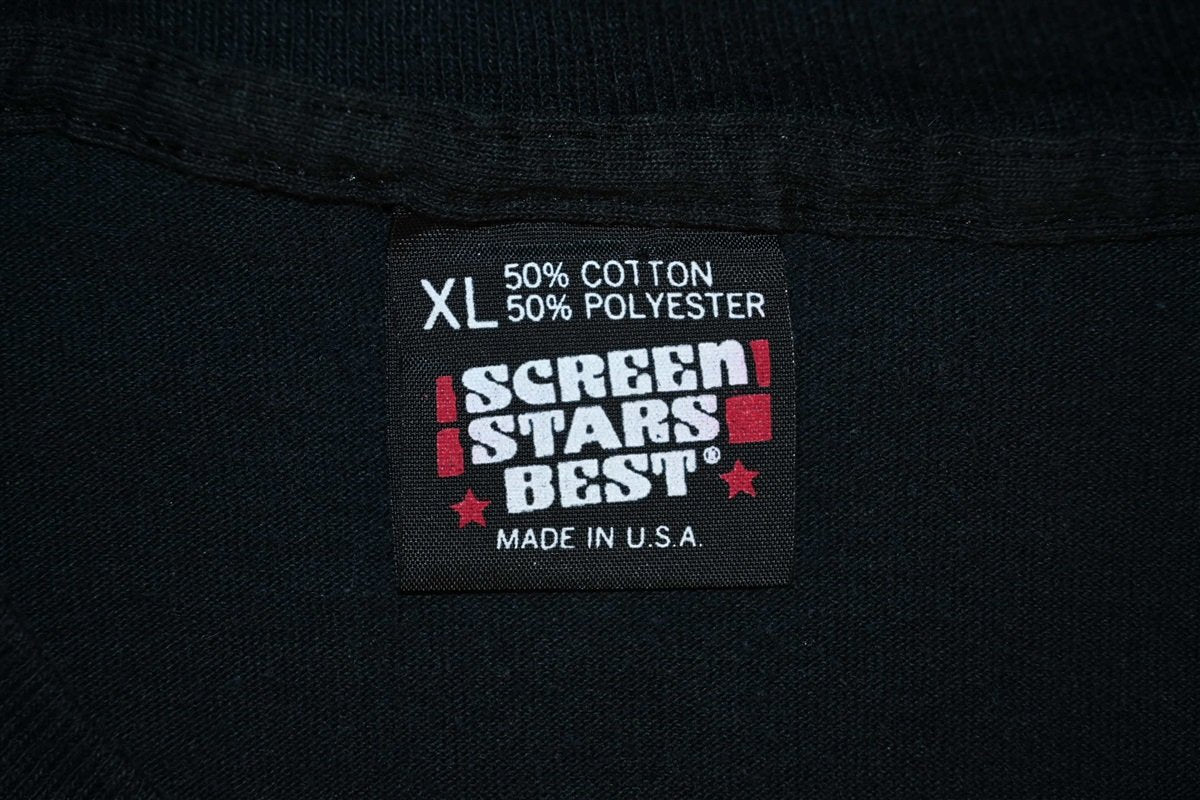 XL 50% COTTON
50% POLYESTER
SCREEN
STARS
BEST®
MADE IN U.S.A.